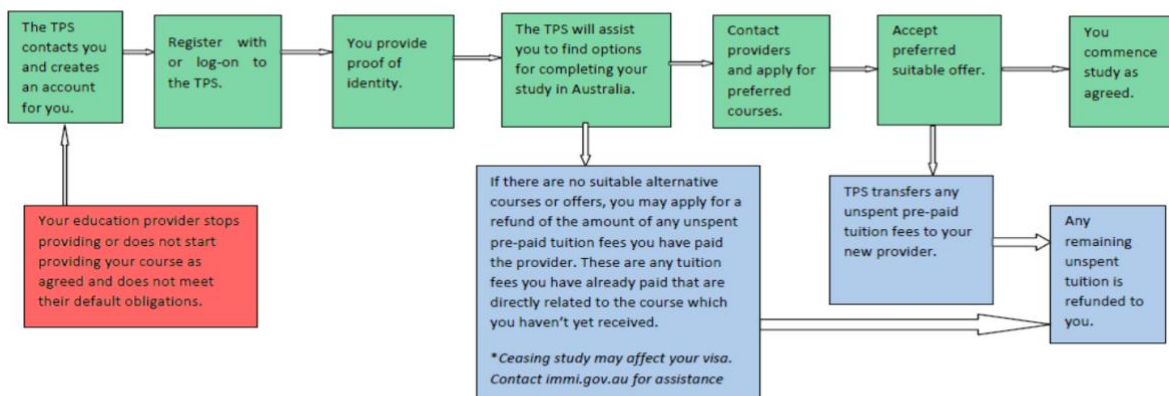 The TPS
contacts you
and creates
an account
for you.
Register with
or log-on to
the TPS.
You provide
proof of
identity.
The TPS will assist
you to find options
for completing your
study in Australia.
Contact
providers
and apply for
preferred
courses.
Accept
preferred
suitable offer.
You
commence
study as
agreed.
Your education provider stops
providing or does not start
providing your course as
agreed and does not meet
their default obligations.
If there are no suitable alternative
courses or offers, you may apply for a
refund of the amount of any unspent
pre-paid tuition fees you have paid
the provider. These are any tuition
fees you have already paid that are
directly related to the course which
you haven't yet received.
*Ceasing study may affect your visa.
Contact immi.gov.au for assistance
TPS transfers any
unspent pre-paid
tuition fees to your
new provider.
Any
remaining
unspent
tuition is
refunded to
you.